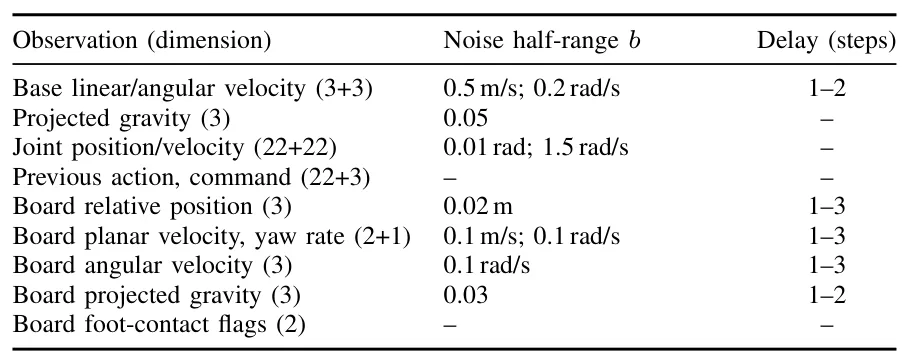 Observation (dimension) Noise half-range b Delay (steps)
Base linear/angular velocity (3+3) 0.5 m/s; 0.2 rad/s 1–2
Projected gravity (3) 0.05 –
Joint position/velocity (22+22) 0.01 rad; 1.5 rad/s –
Previous action, command (22+3) – –
Board relative position (3) 0.02 m 1–3
Board planar velocity, yaw rate (2+1) 0.1 m/s; 0.1 rad/s 1–3
Board angular velocity (3) 0.1 rad/s 1–3
Board projected gravity (3) 0.03 1–2
Board foot-contact flags (2) – –